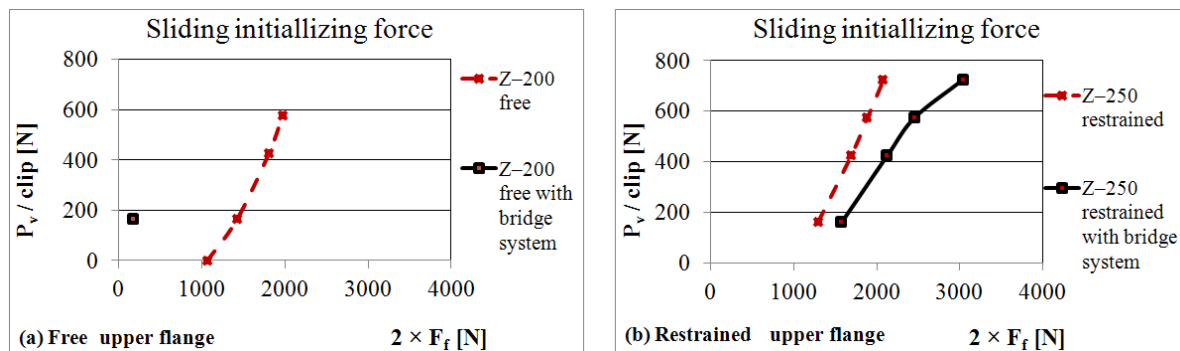 Sliding initiallizing force
800
600
400
200
0
0 1000 2000 3000 4000
P_v / clip [N]
Z–200
free
Z–200
free with
bridge
system
(a) Free upper flange
2 × F_f [N]
Sliding initiallizing force
800
600
400
200
0
0 1000 2000 3000 4000
P_v / clip [N]
Z–250
restrained
Z–250
restrained
with bridge
system
(b) Restrained upper flange
2 × F_f [N]